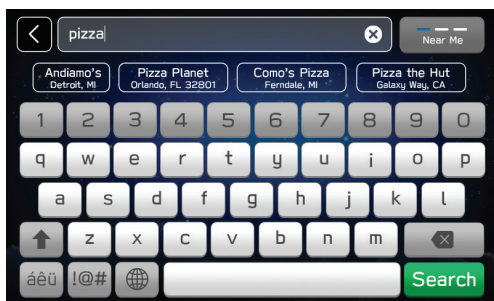 pizza
Near Me
Andiamo's
Detroit, MI
Pizza Planet
Orlando, FL 32801
Como's Pizza
Ferndale, MI
Pizza the Hut
Galaxy Way, CA
1 2 3 4 5 6 7 8 9 0
q w e r t y u i o p
a s d f g h j k l
z x c v b n m
áêü !@# Search